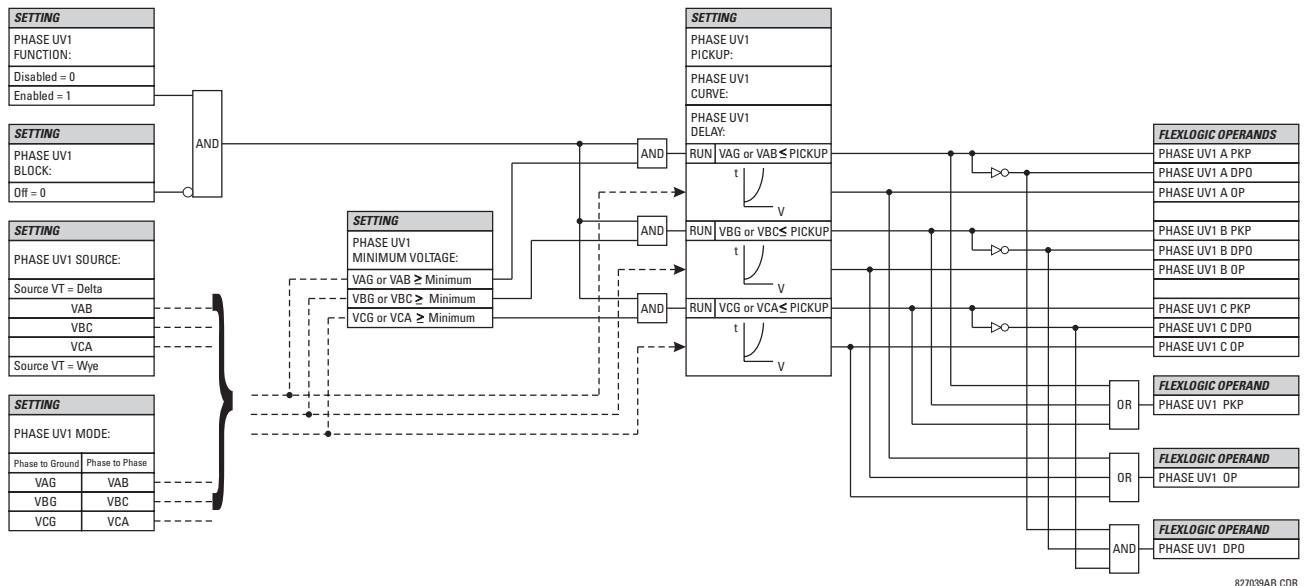 SETTING
PHASE UV1
FUNCTION:
Disabled = 0
Enabled = 1
SETTING
PHASE UV1
BLOCK:
Off = 0
AND
SETTING
PHASE UV1 SOURCE:
Source VT = Delta
VAB
VBC
VCA
Source VT = Wye
SETTING
PHASE UV1 MODE:
Phase to Ground Phase to Phase
VAG VAB
VBG VBC
VCG VCA
SETTING
PHASE UV1
MINIMUM VOLTAGE:
VAG or VAB ≥ Minimum
VBG or VBC ≥ Minimum
VCG or VCA ≥ Minimum
AND
AND
AND
SETTING
PHASE UV1
PICKUP:
PHASE UV1
CURVE:
PHASE UV1
DELAY:
RUN VAG or VAB ≤ PICKUP
t
V
RUN VBG or VBC ≤ PICKUP
t
V
RUN VCG or VCA ≤ PICKUP
t
V
FLEXLOGIC OPERANDS
PHASE UV1 A PKP
PHASE UV1 A DPO
PHASE UV1 A OP
PHASE UV1 B PKP
PHASE UV1 B DPO
PHASE UV1 B OP
PHASE UV1 C PKP
PHASE UV1 C DPO
PHASE UV1 C OP
OR
FLEXLOGIC OPERAND
PHASE UV1 PKP
OR
FLEXLOGIC OPERAND
PHASE UV1 OP
AND
FLEXLOGIC OPERAND
PHASE UV1 DPO
827039AB.CDR